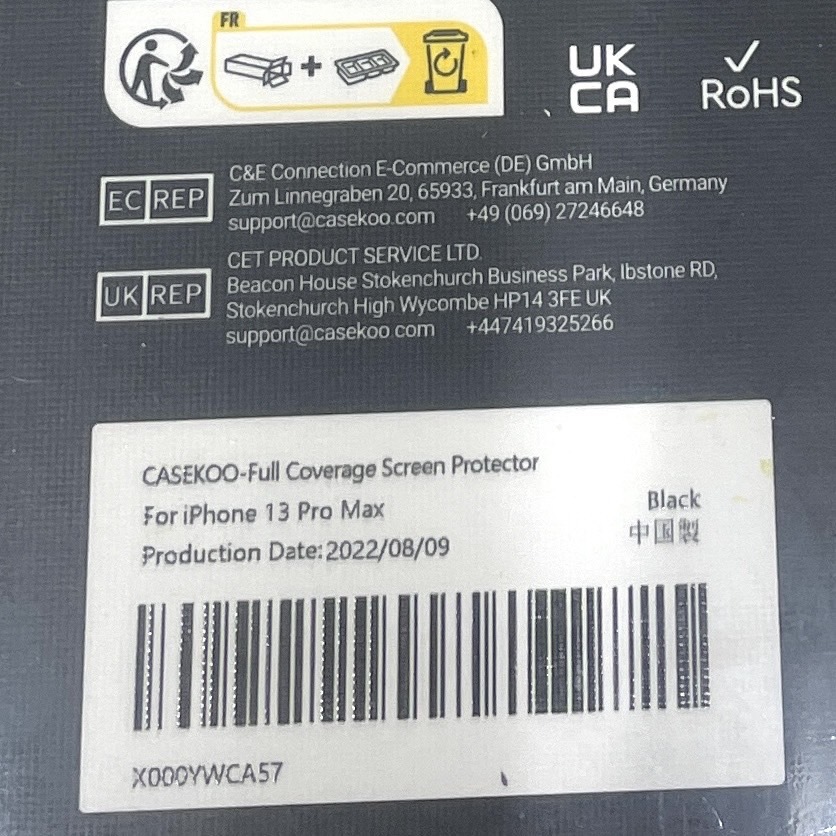 FR
UK
CA
RoHS
EC REP
C&E Connection E-Commerce (DE) GmbH
Zum Linnegraben 20, 65933, Frankfurt am Main, Germany
support@casekoo.com +49 (069) 27246648
UK REP
CET PRODUCT SERVICE LTD.
Beacon House Stokenchurch Business Park, Ibstone RD,
Stokenchurch High Wycombe HP14 3FE UK
support@casekoo.com +447419325266
CASEKOO-Full Coverage Screen Protector
For iPhone 13 Pro Max
Black
Production Date:2022/08/09
中国製
X000YWCA57